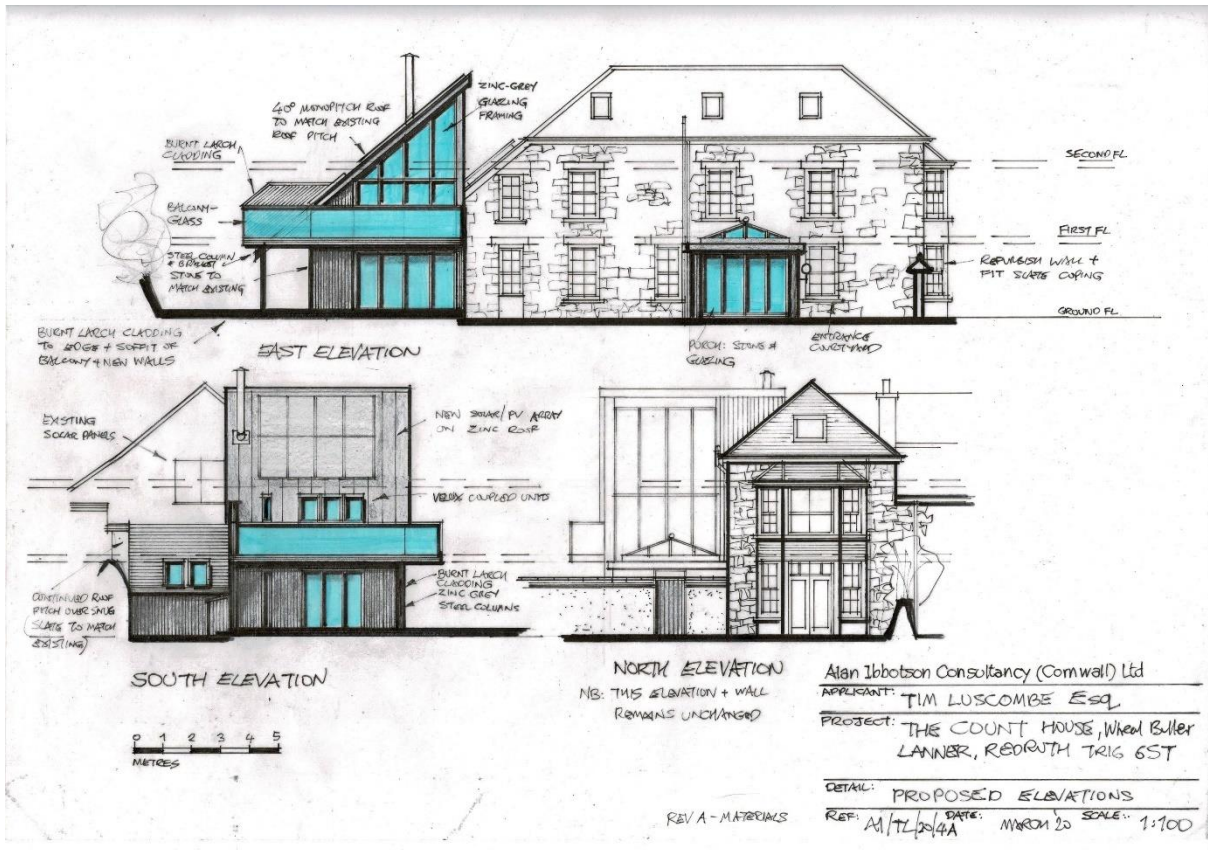 40° MONOPITCH ROOF
TO MATCH EXISTING
ROOF PITCH
ZINC-GREY
GLAZING
FRAMING
BURNT LARCH
CLADDING
BALCONY-
GLASS
STEEL COLUMN
+ BRACKET
STONE TO
MATCH EXISTING
BURNT LARCH CLADDING
TO EDGE + SOFFIT OF
BALCONY + NEW WALLS
EAST ELEVATION
SECOND FL
FIRST FL
REFURBISH WALL +
FIT SLATE COPING
GROUND FL
PORCH: STONE +
GLAZING
ENTRANCE
COURTYARD
EXISTING
SOLAR PANELS
NEW SOLAR/PV ARRAY
ON ZINC ROOF
VELUX COUPLED UNITS
BURNT LARCH
CLADDING
ZINC GREY
STEEL COLUMNS
CONTINUED ROOF
PITCH OVER SNUG
SLATE TO MATCH
EXISTING)
SOUTH ELEVATION
0 1 2 3 4 5
METRES
NORTH ELEVATION
NB: THIS ELEVATION + WALL
REMAINS UNCHANGED
REV A - MATERIALS
Alan Ibbotson Consultancy (Cornwall) Ltd
APPLICANT: TIM LUSCOMBE ESQ
PROJECT: THE COUNT HOUSE, Wheal Buller
LANNER, REDRUTH TR16 6ST
DETAIL: PROPOSED ELEVATIONS
REF: AI/TL/20/4A DATE: MARCH 20 SCALE: 1:100